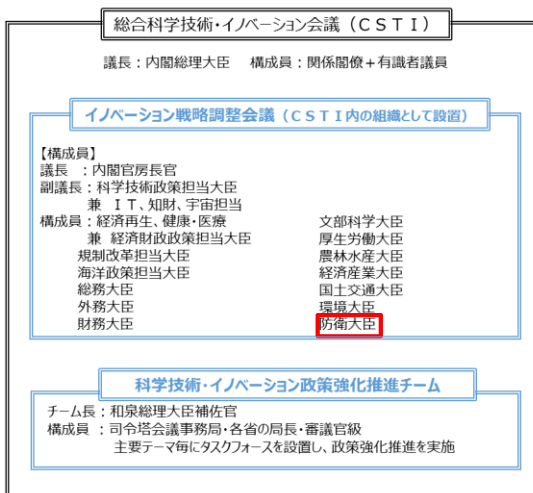 総合科学技術・イノベーション会議（ＣＳＴＩ）
議長：内閣総理大臣　構成員：関係閣僚＋有識者議員
イノベーション戦略調整会議（ＣＳＴＩ内の組織として設置）
【構成員】
議長　：内閣官房長官
副議長：科学技術政策担当大臣
兼　ＩＴ、知財、宇宙担当
構成員：経済再生、健康・医療
兼　経済財政政策担当大臣
規制改革担当大臣
海洋政策担当大臣
総務大臣
外務大臣
財務大臣
文部科学大臣
厚生労働大臣
農林水産大臣
経済産業大臣
国土交通大臣
環境大臣
防衛大臣
科学技術・イノベーション政策強化推進チーム
チーム長：和泉総理大臣補佐官
構成員　：司令塔会議事務局・各省の局長・審議官級
主要テーマ毎にタスクフォースを設置し、政策強化推進を実施